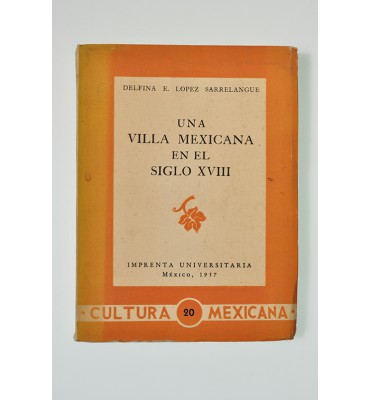 DELFINA E. LOPEZ SARRELANGUE
UNA
VILLA MEXICANA
EN EL
SIGLO XVIII
IMPRENTA UNIVERSITARIA
México, 1957
CULTURA 20 MEXICANA